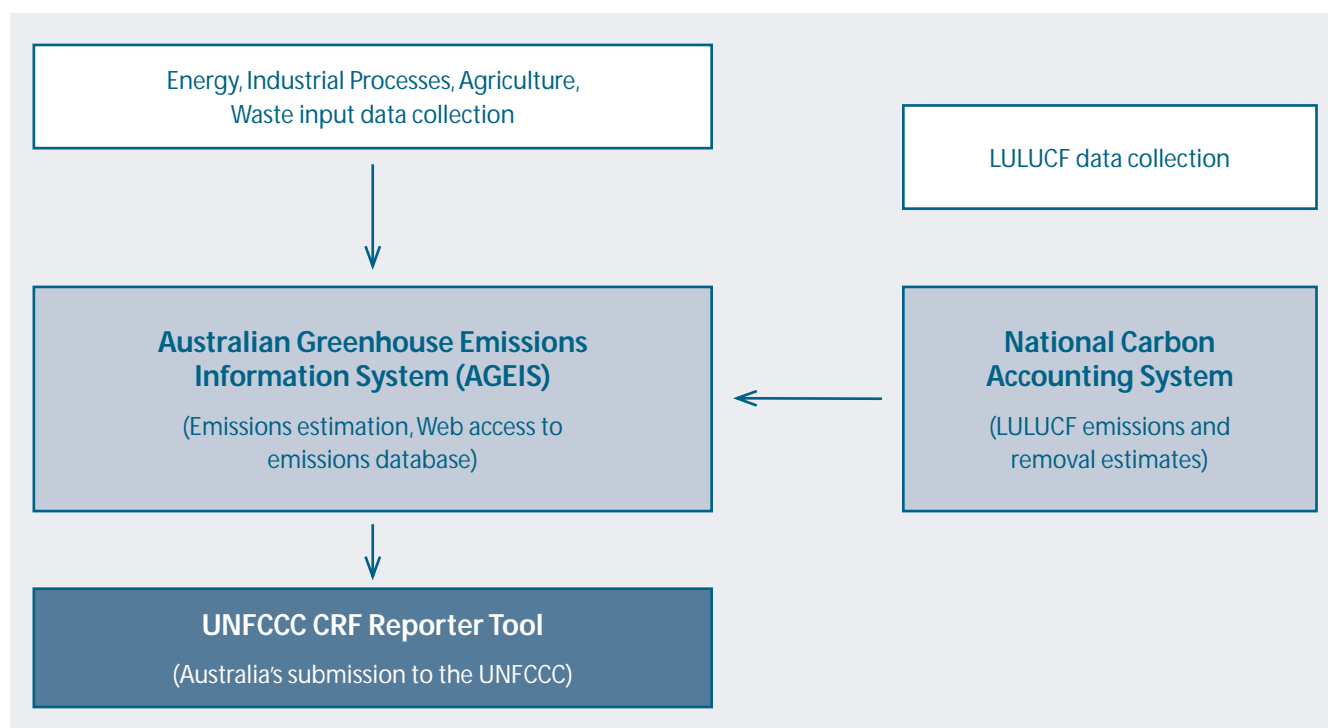 Energy, Industrial Processes, Agriculture,
Waste input data collection
LULUCF data collection
Australian Greenhouse Emissions
Information System (AGEIS)
(Emissions estimation, Web access to
emissions database)
National Carbon
Accounting System
(LULUCF emissions and
removal estimates)
UNFCCC CRF Reporter Tool
(Australia's submission to the UNFCCC)